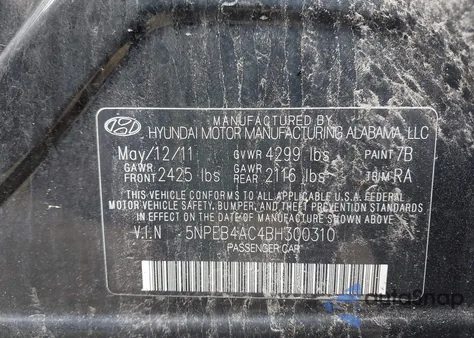 MANUFACTURED BY
HYUNDAI MOTOR MANUFACTURING ALABAMA, LLC
May/12/11 GVWR 4299 lbs PAINT 7B
GAWR FRONT 2425 lbs GAWR REAR 2116 lbs TRIM RA
THIS VEHICLE CONFORMS TO ALL APPLICABLE U.S.A. FEDERAL
MOTOR VEHICLE SAFETY, BUMPER, AND THEFT PREVENTION STANDARDS
IN EFFECT ON THE DATE OF MANUFACTURE SHOWN ABOVE.
V.I.N 5NPEB4AC4BH300310
PASSENGER CAR
autoSnap